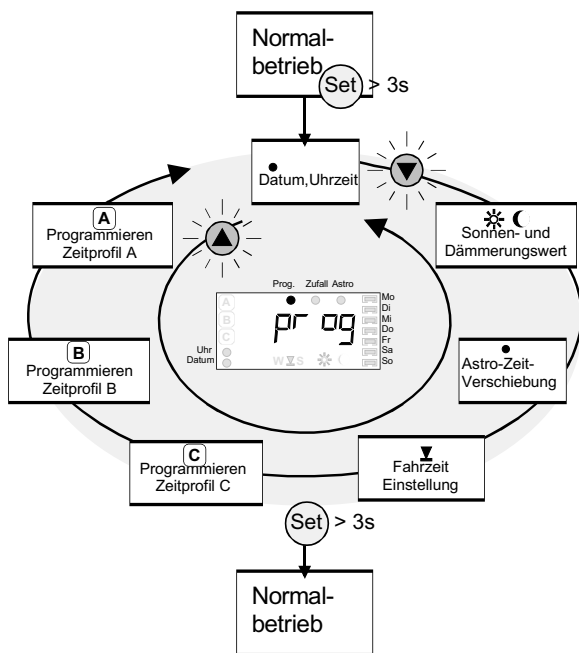 Normal-
betrieb
Set > 3s
Datum,Uhrzeit
A
Programmieren
Zeitprofil A
Sonnen- und
Dämmerungswert
Prog. Zufall Astro
A
B
C
pr og
Mo
Di
Mi
Do
Fr
Sa
So
Uhr
Datum
W S
B
Programmieren
Zeitprofil B
Astro-Zeit-
Verschiebung
C
Programmieren
Zeitprofil C
Fahrzeit
Einstellung
Set > 3s
Normal-
betrieb